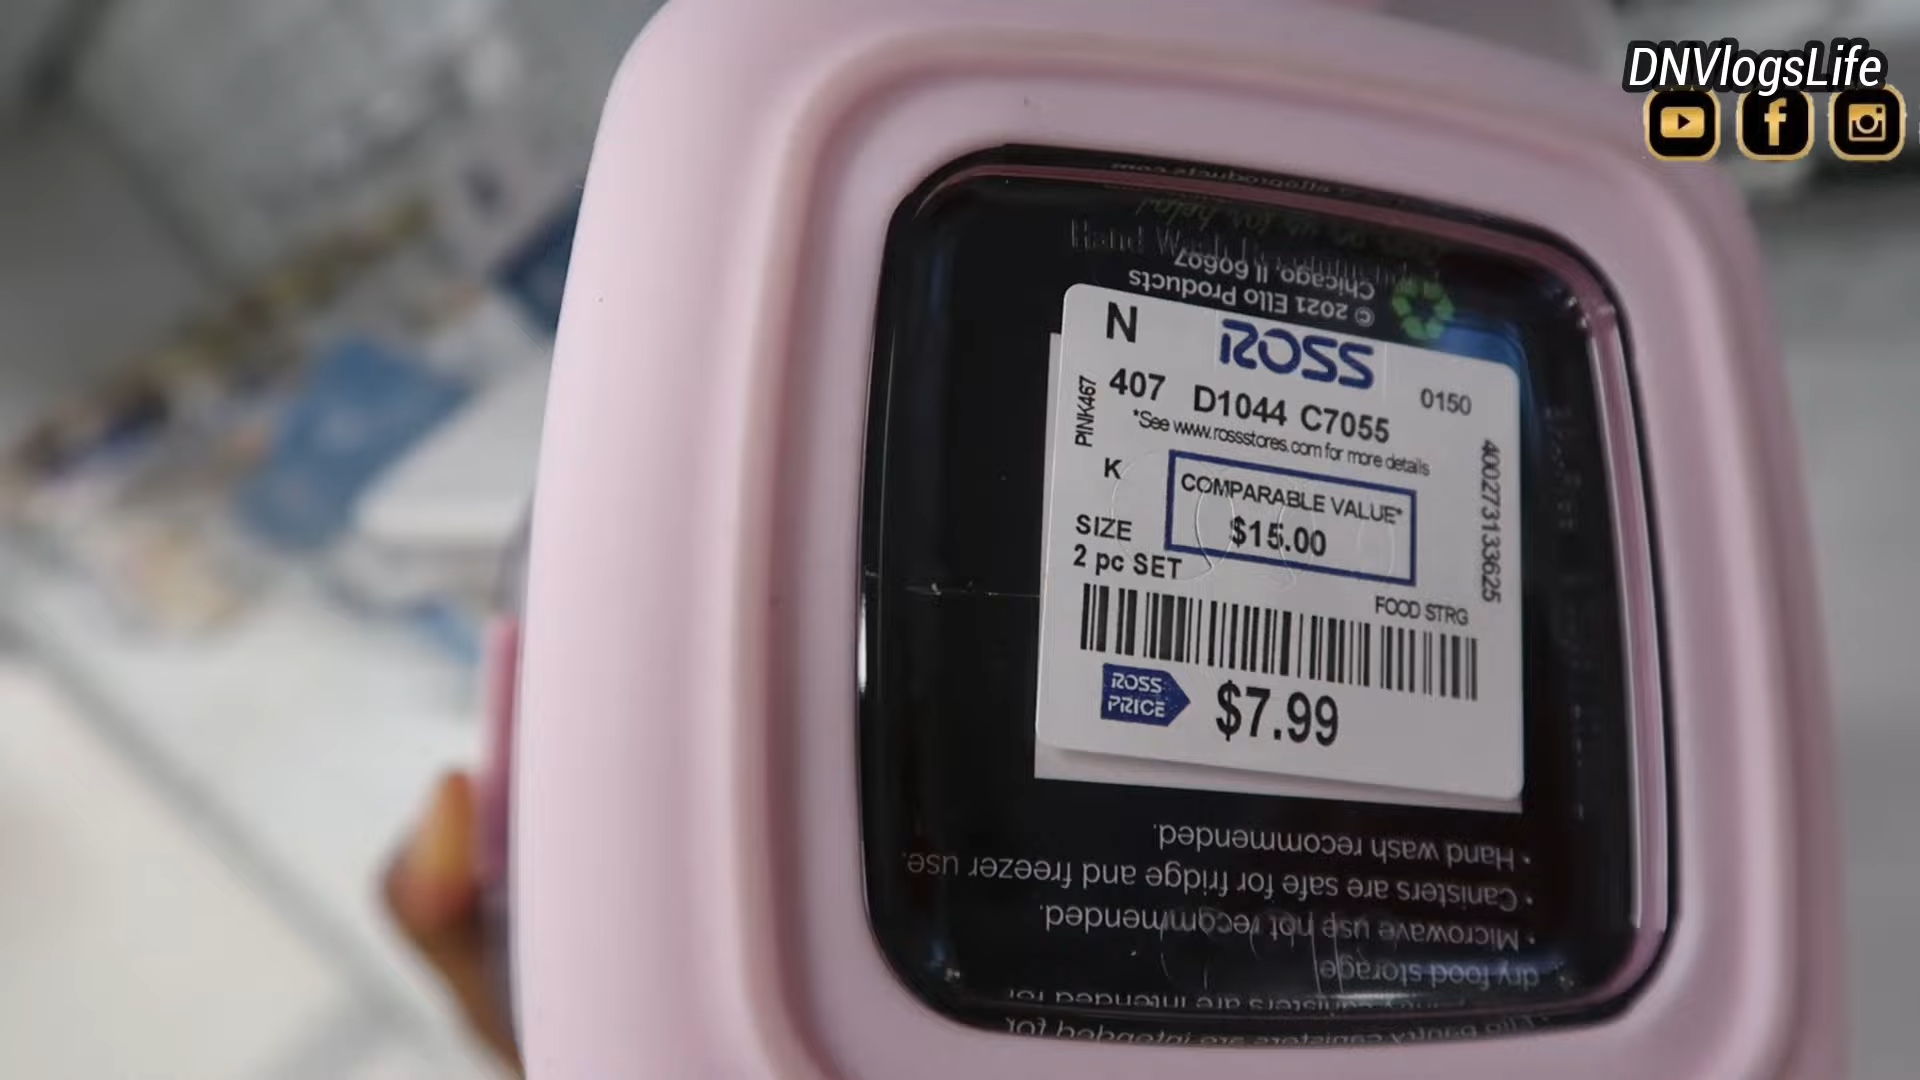 DNVlogsLife
© 2021 Ello Products
Chicago, Il 60607
N
ROSS
407 D1044 C7055
0150
*See www.rossstores.com for more details
PINK467
K
COMPARABLE VALUE*
$15.00
SIZE
2 pc SET
400273133625
FOOD STRG
ROSS
PRICE
$7.99
dry food storage
• Microwave use not recommended.
• Canisters are safe for fridge and freezer use.
• Hand wash recommended.